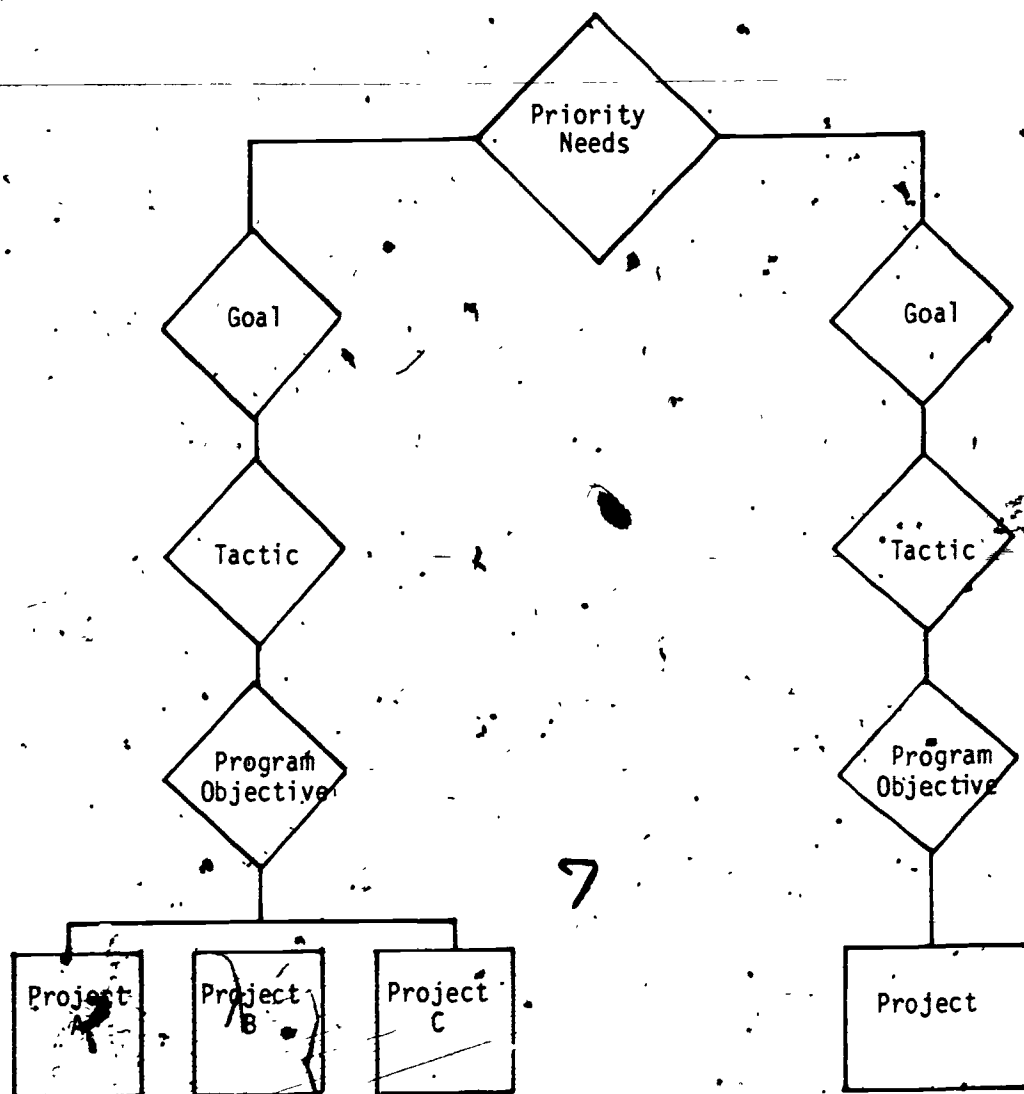 Priority
Needs
Goal
Goal
Tactic
Tactic
Program
Objective
Program
Objective
7
Project
A
Project
B
Project
C
Project